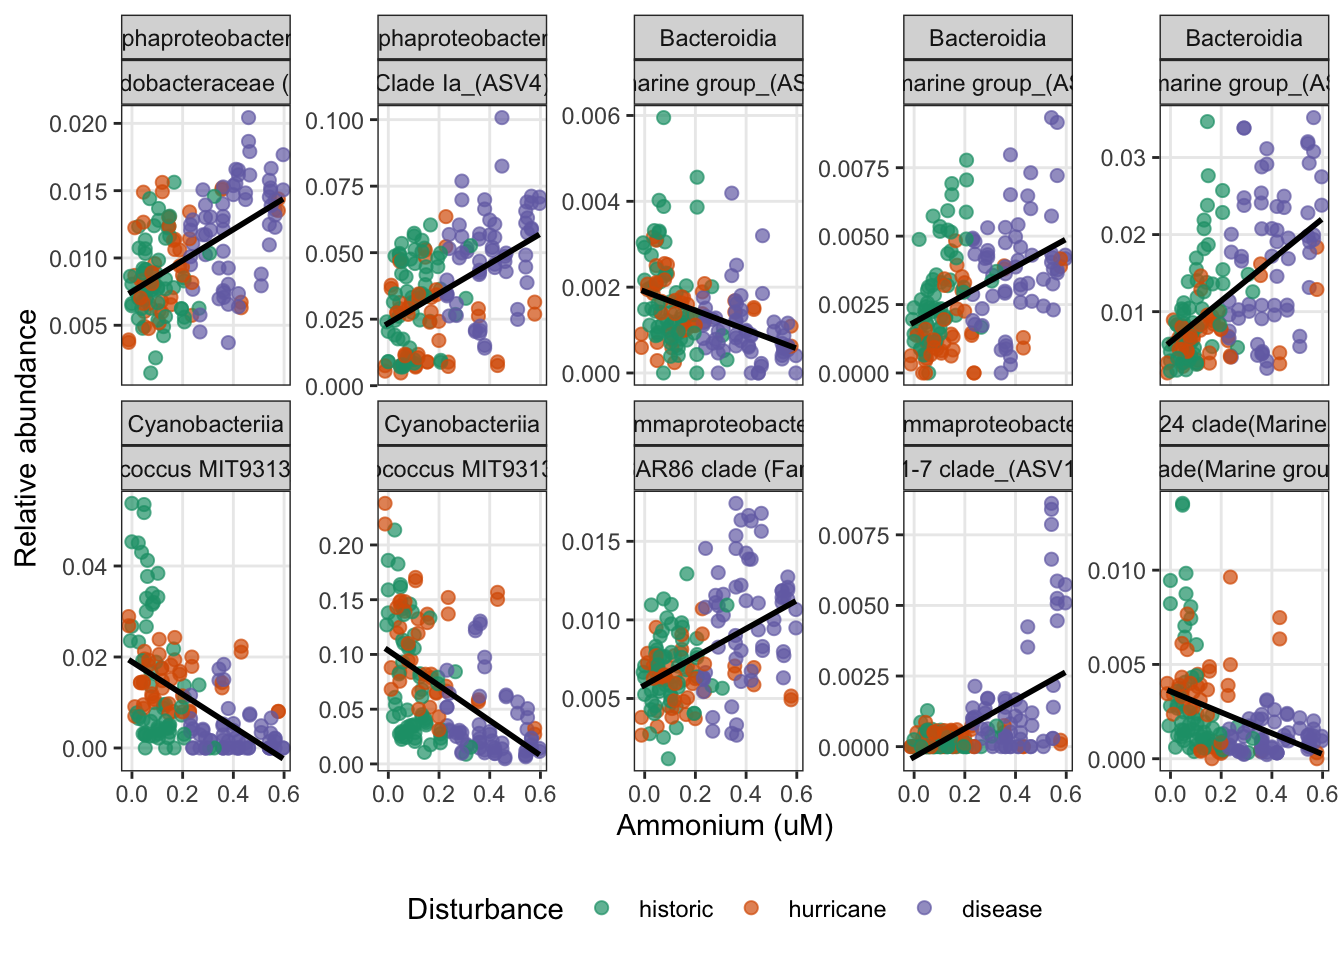 phaproteobacter phaproteobacter Bacteroidia Bacteroidia Bacteroidia
dobacteraceae ( Clade Ia_(ASV4) marine group_(AS marine group_(AS marine group_(AS
0.020 0.100 0.006 0.0075 0.03
0.015 0.075 0.004 0.0050 0.02
0.010 0.050 0.002 0.0025 0.01
0.005 0.025 0.000 0.0000
0.000
Relative abundance
Cyanobacteriia Cyanobacteriia mmaproteobacte mmaproteobacte 24 clade(Marine
coccus MIT9313 ococcus MIT9313 AR86 clade (Far 1-7 clade_(ASV1 ade(Marine grou
0.04 0.20 0.015 0.0075 0.010
0.02 0.15 0.010 0.0050 0.005
0.00 0.10 0.005 0.0025 0.000
0.05 0.0000
0.00
0.0 0.2 0.4 0.6 0.0 0.2 0.4 0.6 0.0 0.2 0.4 0.6 0.0 0.2 0.4 0.6 0.0 0.2 0.4 0.6
Ammonium (uM)
Disturbance historic hurricane disease